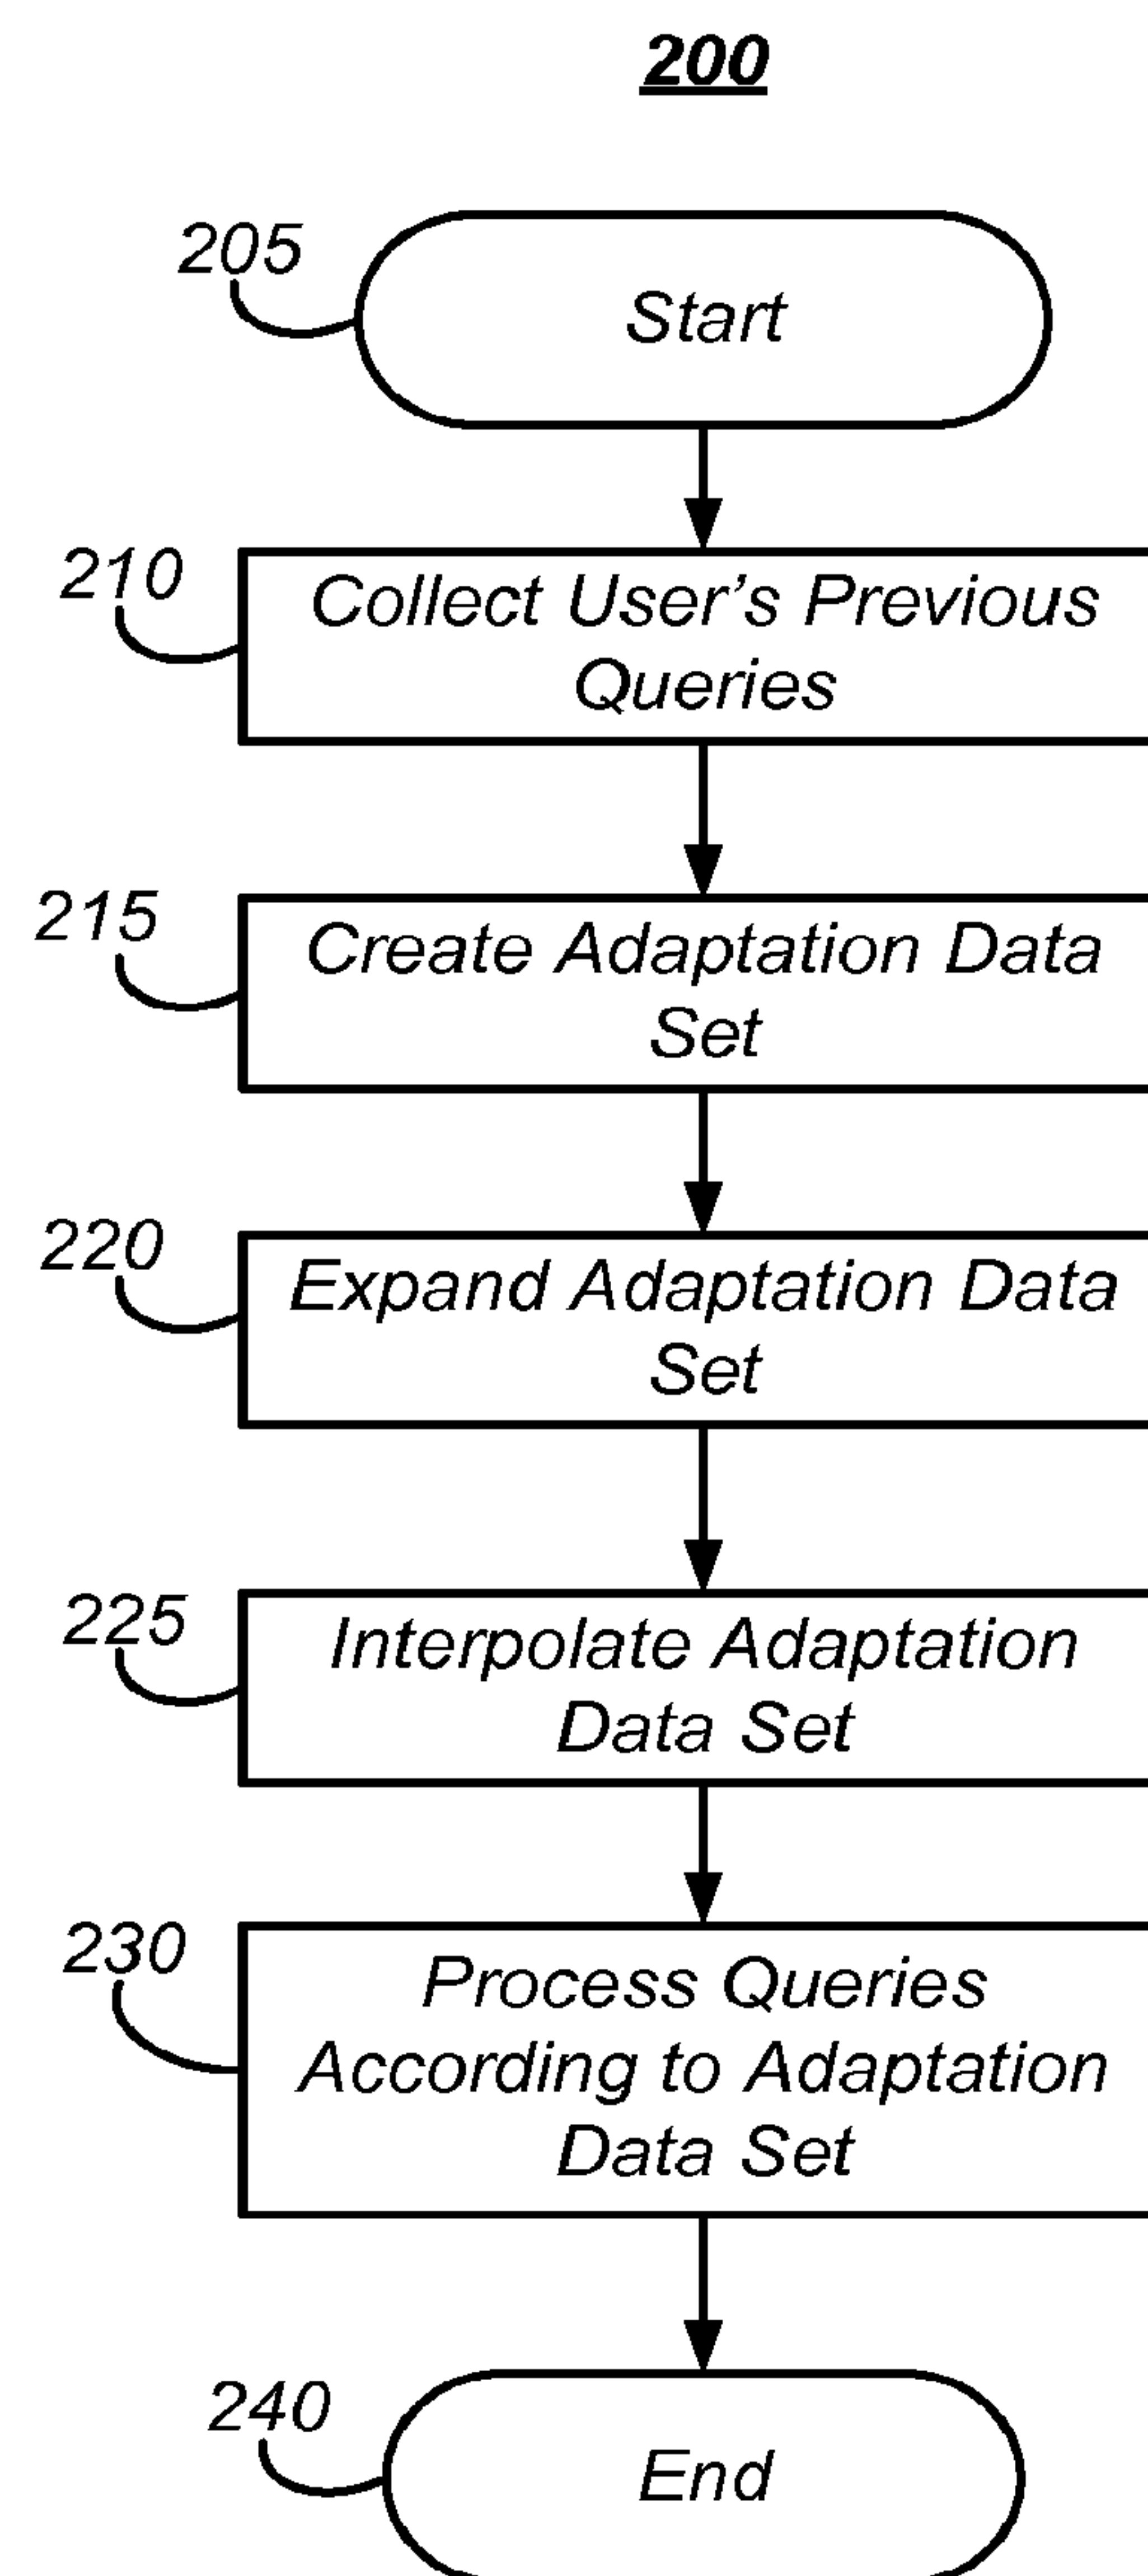 200
205
Start
210
Collect User's Previous
Queries
215
Create Adaptation Data
Set
220
Expand Adaptation Data
Set
225
Interpolate Adaptation
Data Set
230
Process Queries
According to Adaptation
Data Set
240
End